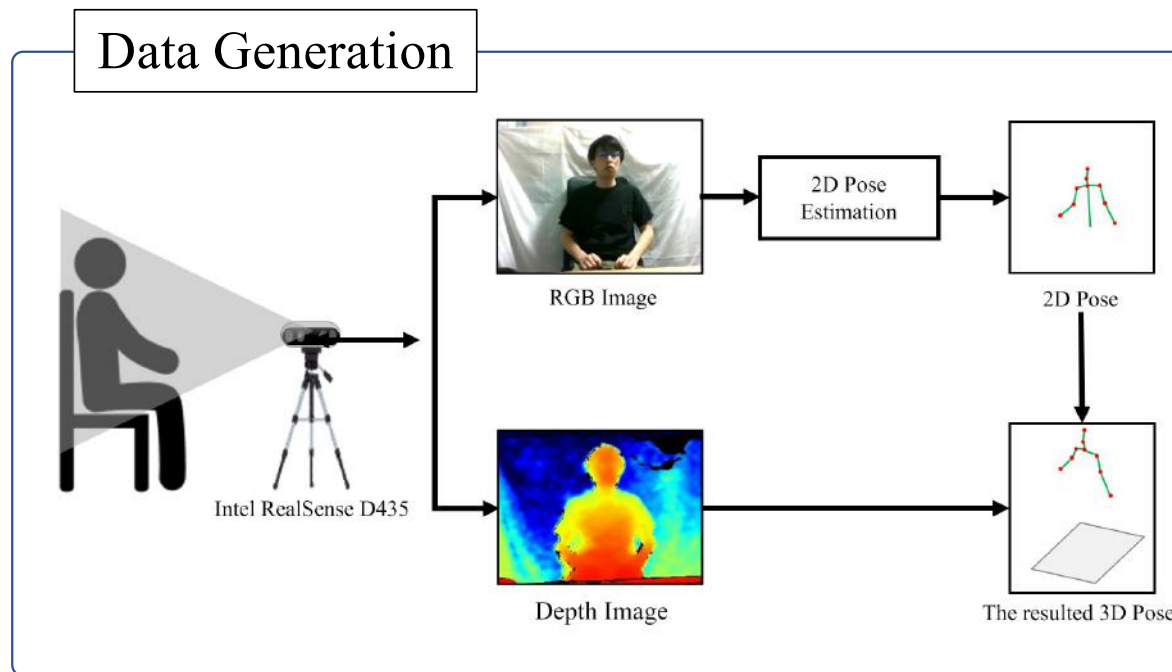 Data Generation
RGB Image
2D Pose
Estimation
2D Pose
Intel RealSense D435
Depth Image
The resulted 3D Pose